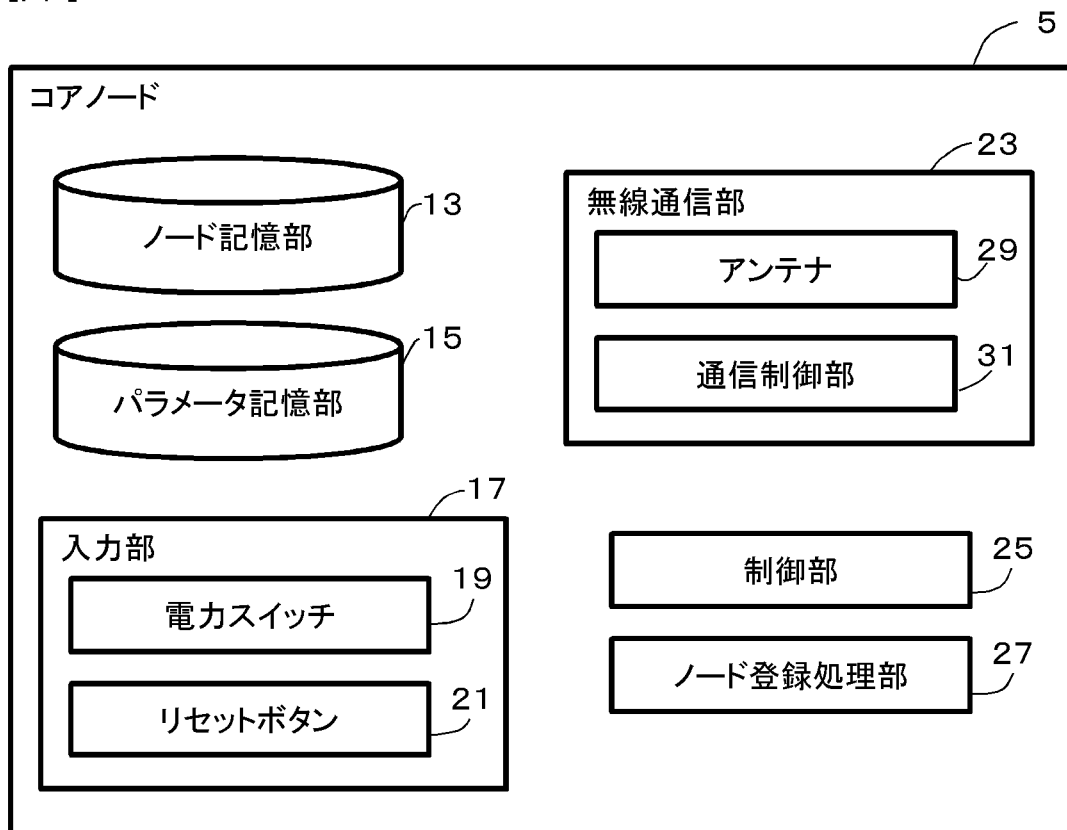 5
コアノード
ノード記憶部
13
パラメータ記憶部
15
23
無線通信部
アンテナ
29
通信制御部
31
17
入力部
電力スイッチ
19
リセットボタン
21
制御部
25
ノード登録処理部
27